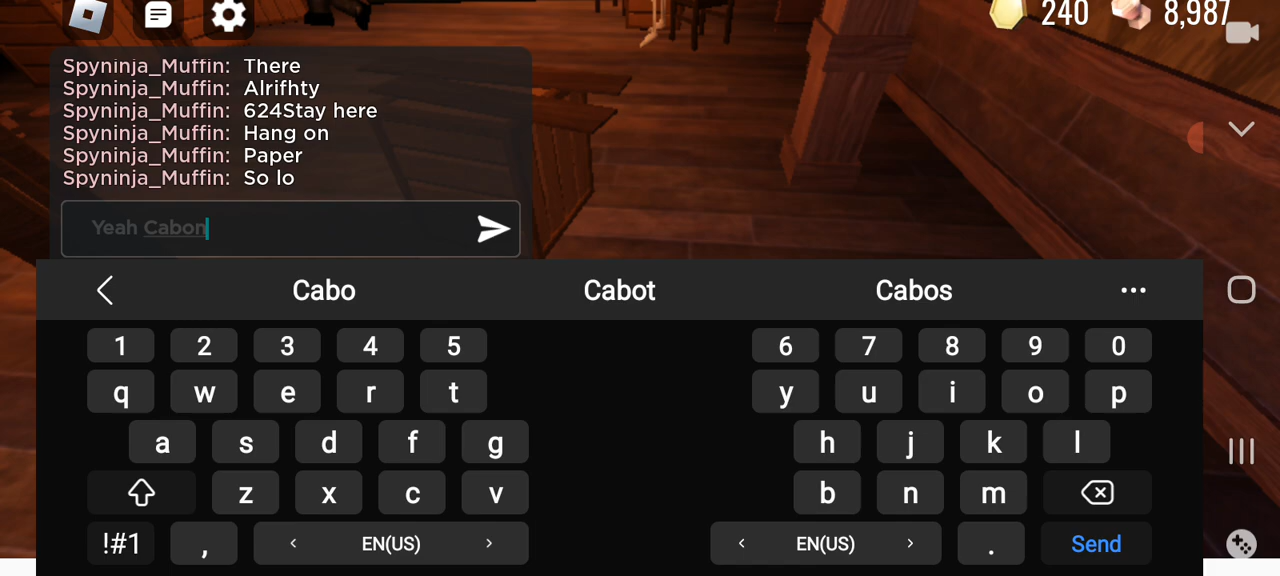 240 8,987
Spyninja_Muffin: There
Spyninja_Muffin: Alrifhty
Spyninja_Muffin: 624Stay here
Spyninja_Muffin: Hang on
Spyninja_Muffin: Paper
Spyninja_Muffin: So lo
Yeah Cabon
Cabo Cabot Cabos
1 2 3 4 5 6 7 8 9 0
q w e r t y u i o p
a s d f g h j k l
z x c v b n m
!#1 , EN(US) EN(US) . Send